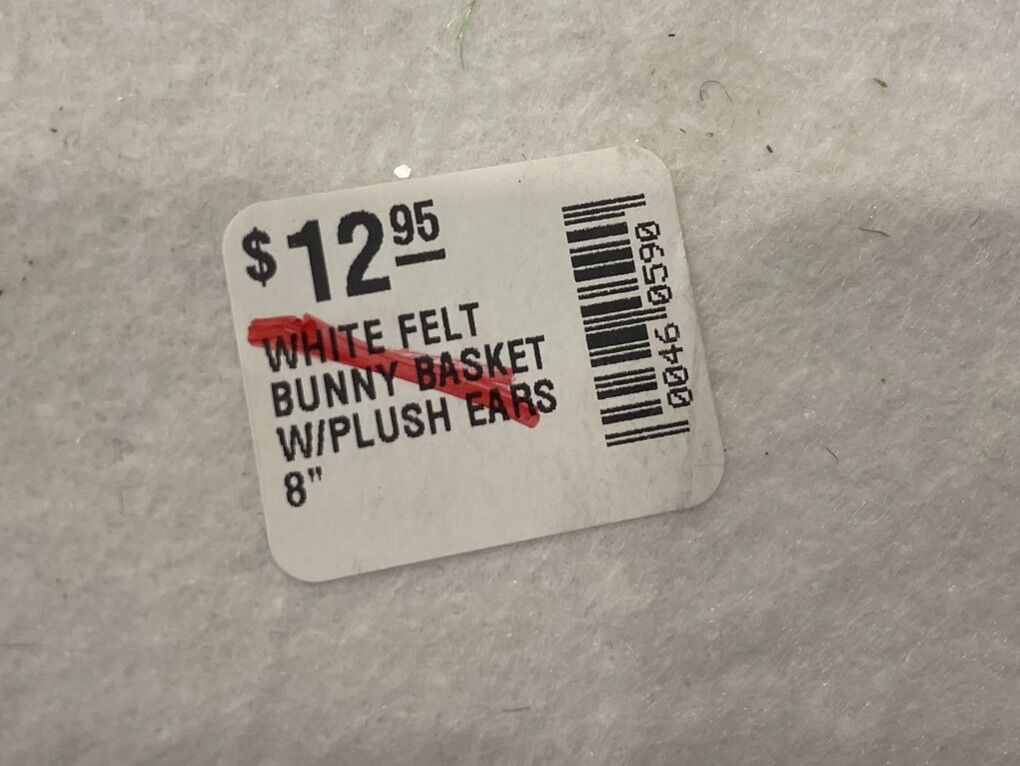 $12 95
WHITE FELT
BUNNY BASKET
W/PLUSH EARS
8"
0046 0590